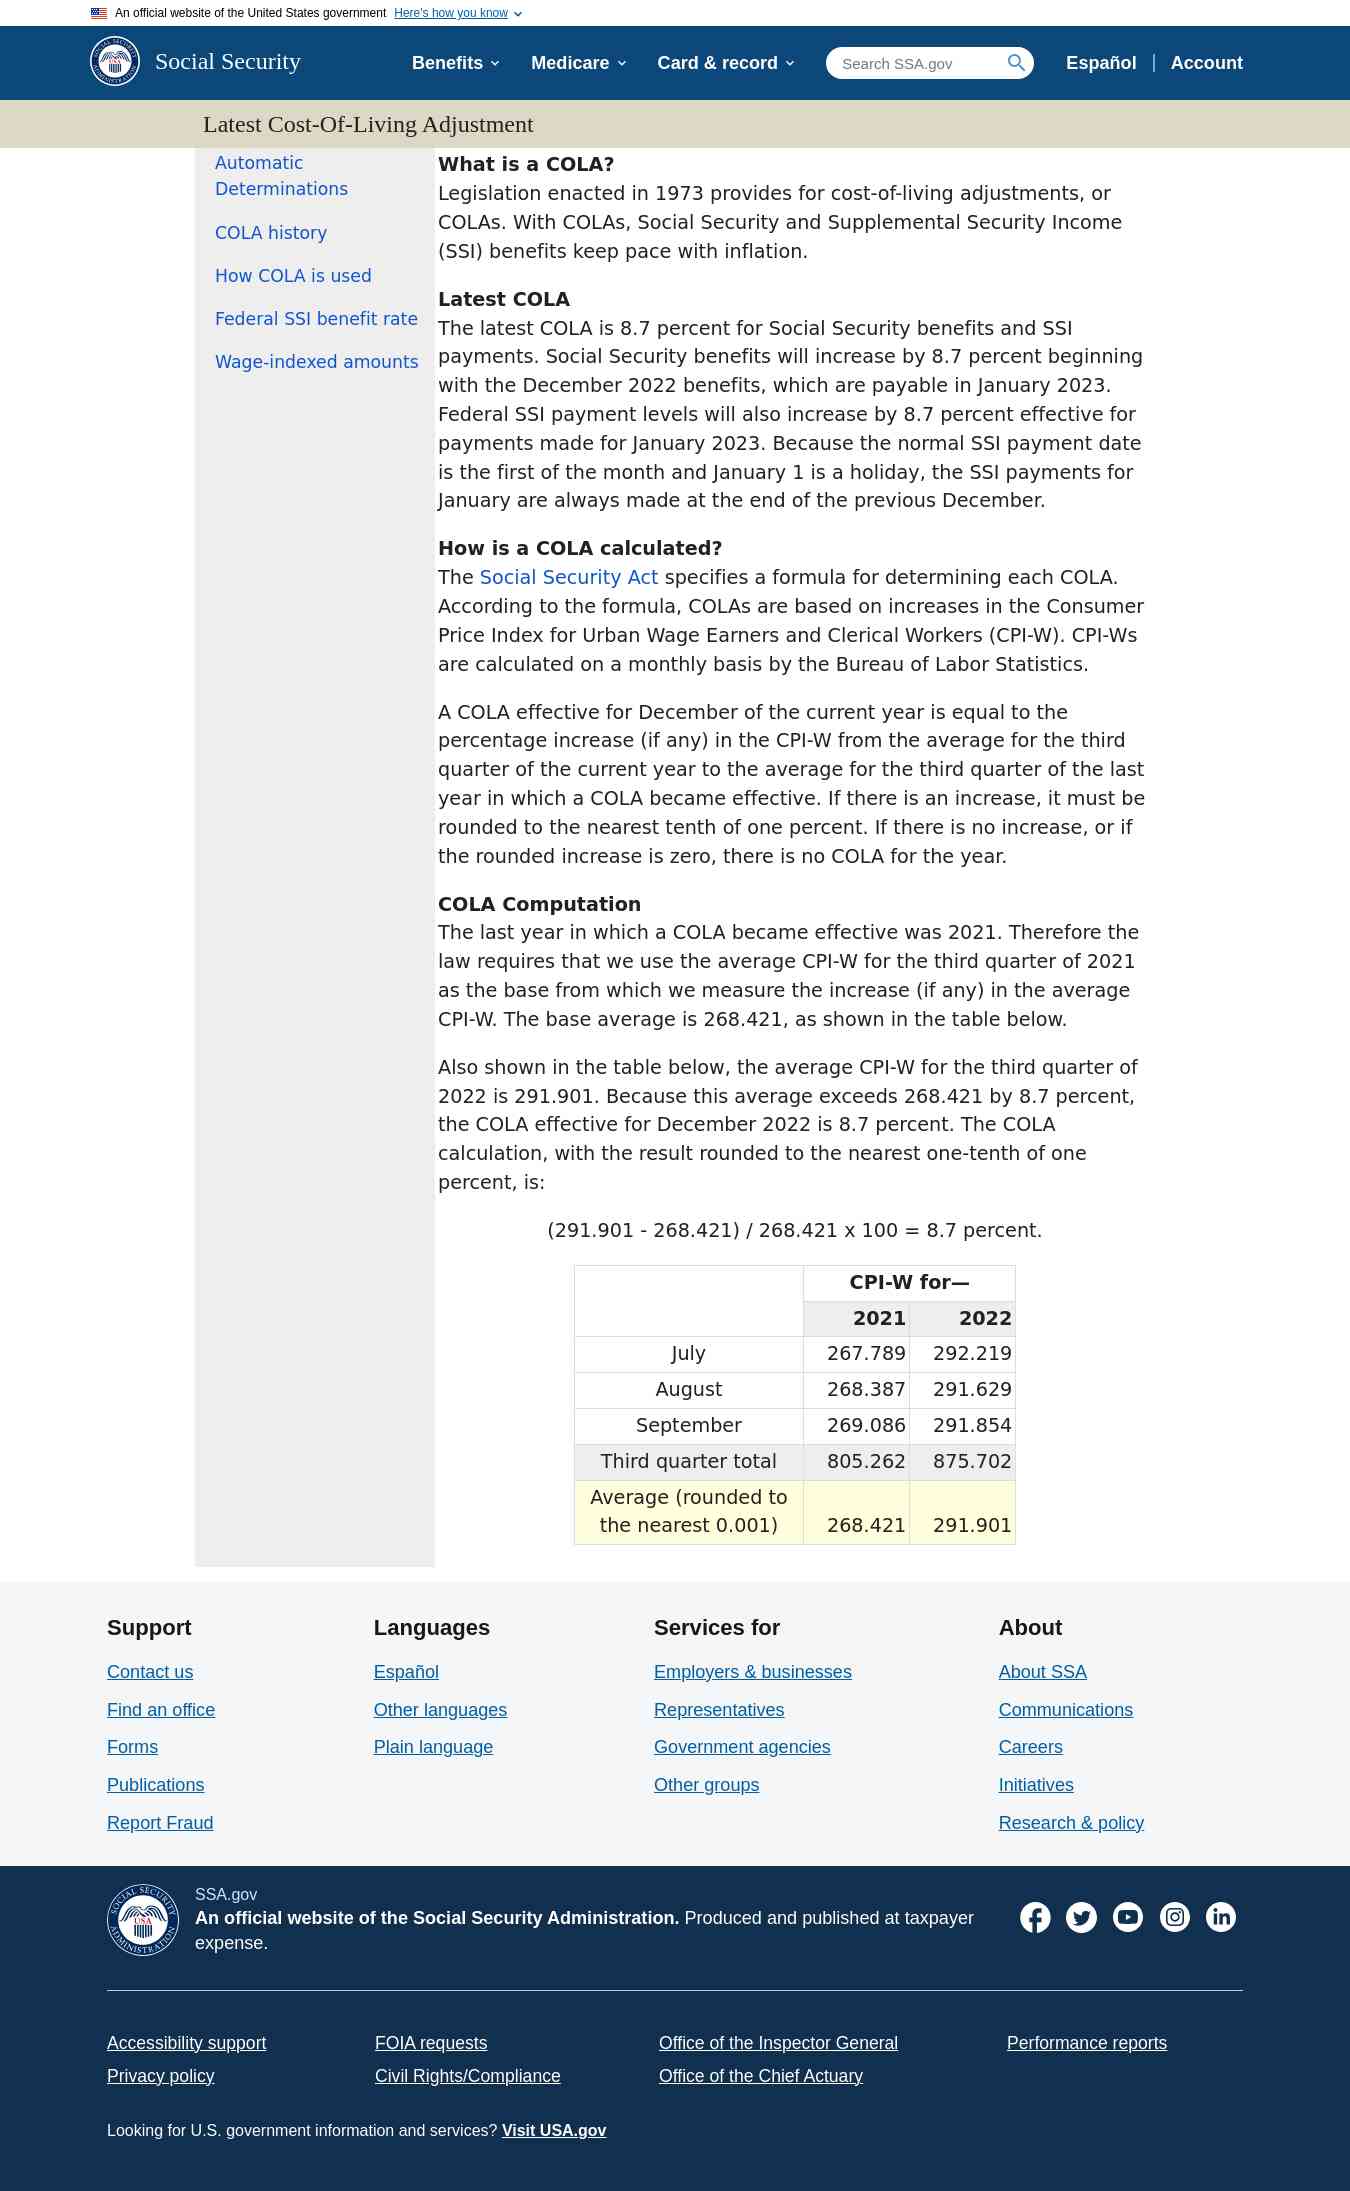 An official website of the United States government Here's how you know
Social Security
Benefits
Medicare
Card & record
Search SSA.gov
Español
Account
Latest Cost-Of-Living Adjustment
Automatic
Determinations
COLA history
How COLA is used
Federal SSI benefit rate
Wage-indexed amounts
What is a COLA?
Legislation enacted in 1973 provides for cost-of-living adjustments, or
COLAs. With COLAs, Social Security and Supplemental Security Income
(SSI) benefits keep pace with inflation.
Latest COLA
The latest COLA is 8.7 percent for Social Security benefits and SSI
payments. Social Security benefits will increase by 8.7 percent beginning
with the December 2022 benefits, which are payable in January 2023.
Federal SSI payment levels will also increase by 8.7 percent effective for
payments made for January 2023. Because the normal SSI payment date
is the first of the month and January 1 is a holiday, the SSI payments for
January are always made at the end of the previous December.
How is a COLA calculated?
The Social Security Act specifies a formula for determining each COLA.
According to the formula, COLAs are based on increases in the Consumer
Price Index for Urban Wage Earners and Clerical Workers (CPI-W). CPI-Ws
are calculated on a monthly basis by the Bureau of Labor Statistics.
A COLA effective for December of the current year is equal to the
percentage increase (if any) in the CPI-W from the average for the third
quarter of the current year to the average for the third quarter of the last
year in which a COLA became effective. If there is an increase, it must be
rounded to the nearest tenth of one percent. If there is no increase, or if
the rounded increase is zero, there is no COLA for the year.
COLA Computation
The last year in which a COLA became effective was 2021. Therefore the
law requires that we use the average CPI-W for the third quarter of 2021
as the base from which we measure the increase (if any) in the average
CPI-W. The base average is 268.421, as shown in the table below.
Also shown in the table below, the average CPI-W for the third quarter of
2022 is 291.901. Because this average exceeds 268.421 by 8.7 percent,
the COLA effective for December 2022 is 8.7 percent. The COLA
calculation, with the result rounded to the nearest one-tenth of one
percent, is:
(291.901 - 268.421) / 268.421 x 100 = 8.7 percent.
CPI-W for—
2021 2022
July 267.789 292.219
August 268.387 291.629
September 269.086 291.854
Third quarter total 805.262 875.702
Average (rounded to
the nearest 0.001) 268.421 291.901
Support
Contact us
Find an office
Forms
Publications
Report Fraud
Languages
Español
Other languages
Plain language
Services for
Employers & businesses
Representatives
Government agencies
Other groups
About
About SSA
Communications
Careers
Initiatives
Research & policy
SOCIAL SECURITY
USA
ADMINISTRATION
SSA.gov
An official website of the Social Security Administration. Produced and published at taxpayer
expense.
Accessibility support
Privacy policy
FOIA requests
Civil Rights/Compliance
Office of the Inspector General
Office of the Chief Actuary
Performance reports
Looking for U.S. government information and services? Visit USA.gov